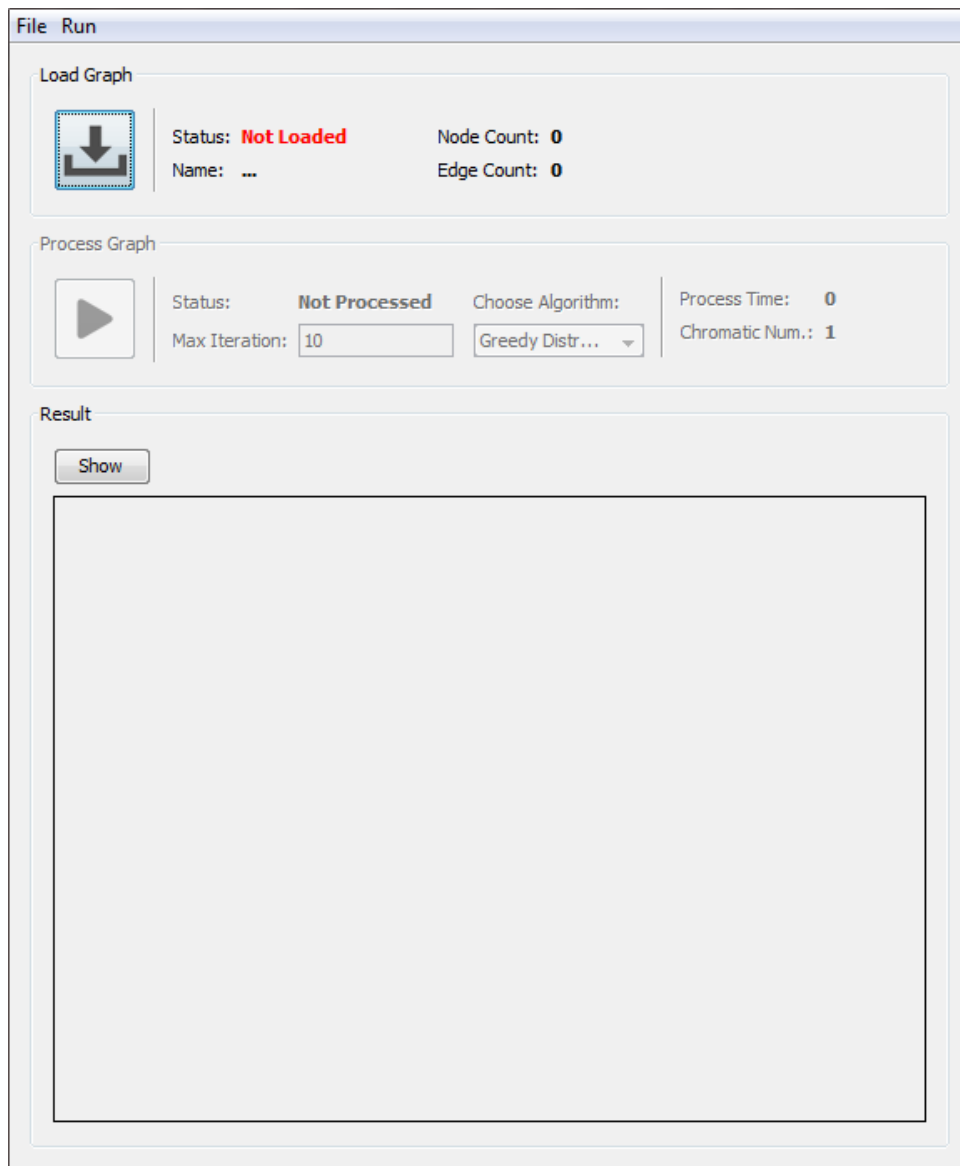 File Run
Load Graph
Status: Not Loaded Node Count: 0
Name: ... Edge Count: 0
Process Graph
Status: Not Processed Choose Algorithm: Process Time: 0
Max Iteration: 10 Greedy Distr... Chromatic Num.: 1
Result
Show